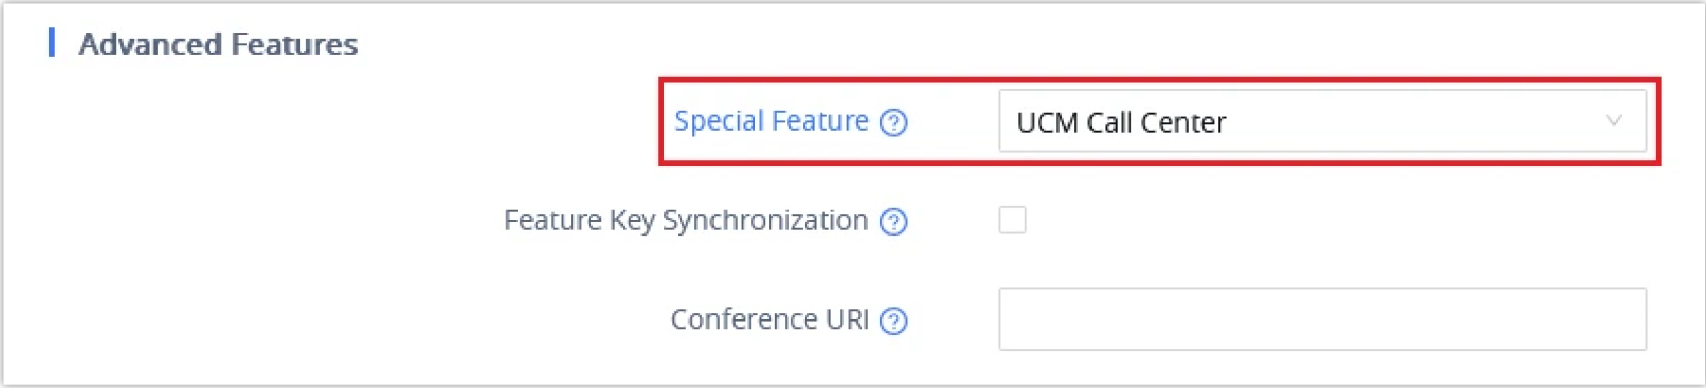 Advanced Features
Special Feature ? UCM Call Center
Feature Key Synchronization ?
Conference URI ?